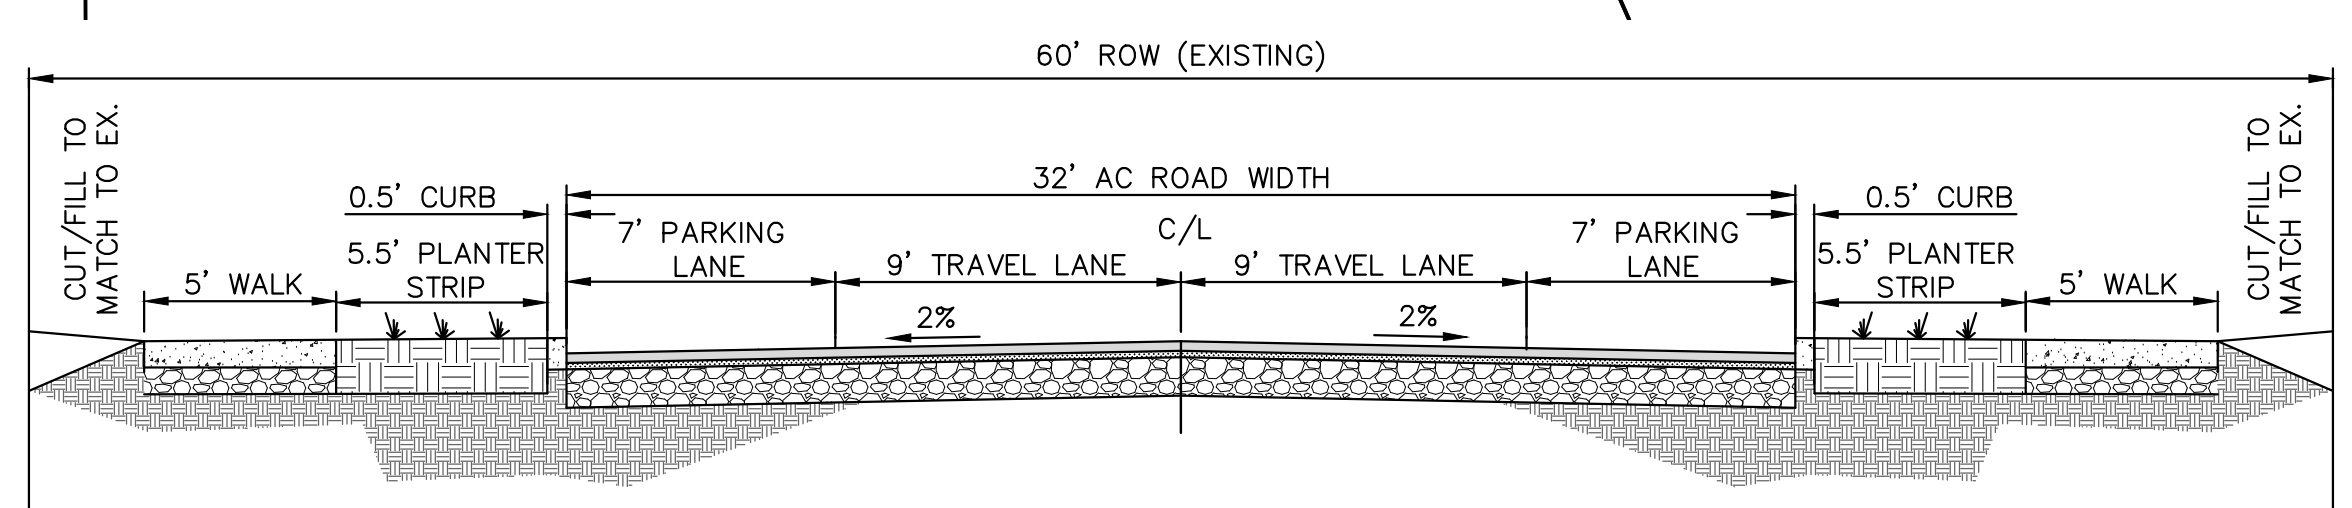 60' ROW (EXISTING)
CUT/FILL TO
MATCH TO EX.
CUT/FILL TO
MATCH TO EX.
32' AC ROAD WIDTH
0.5' CURB
0.5' CURB
7' PARKING
LANE
C/L
7' PARKING
LANE
5.5' PLANTER
STRIP
9' TRAVEL LANE
9' TRAVEL LANE
5.5' PLANTER
STRIP
5' WALK
5' WALK
2%
2%